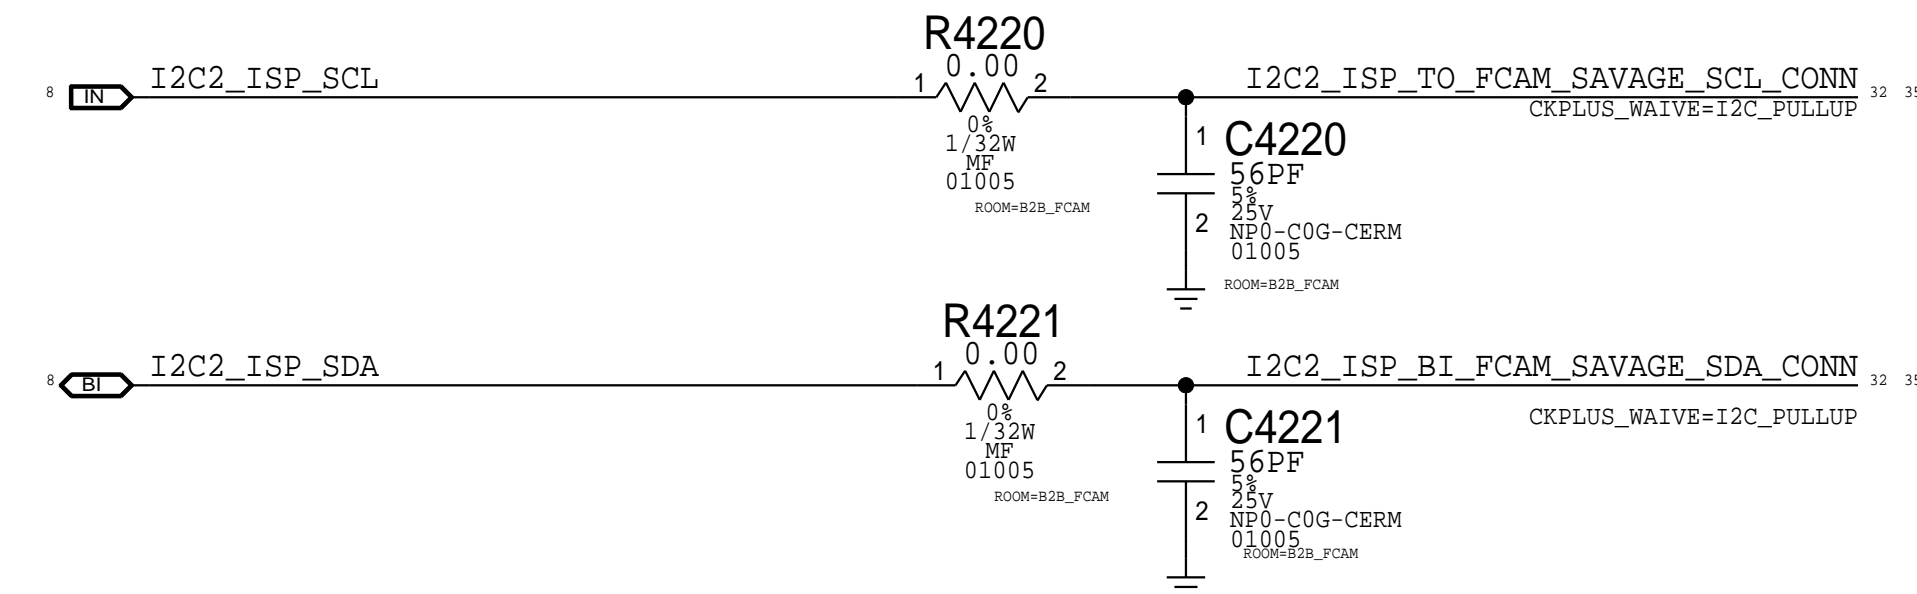 R4220
0.00
8 IN I2C2_ISP_SCL 1 2 I2C2_ISP_TO_FCAM_SAVAGE_SCL_CONN 32 35
CKPLUS_WAIVE=I2C_PULLUP
0%
1/32W
MF
01005
ROOM=B2B_FCAM
1 C4220
56PF
5%
25V
2 NP0-C0G-CERM
01005
ROOM=B2B_FCAM
R4221
0.00
8 BI I2C2_ISP_SDA 1 2 I2C2_ISP_BI_FCAM_SAVAGE_SDA_CONN 32 35
CKPLUS_WAIVE=I2C_PULLUP
0%
1/32W
MF
01005
ROOM=B2B_FCAM
1 C4221
56PF
5%
25V
2 NP0-C0G-CERM
01005
ROOM=B2B_FCAM